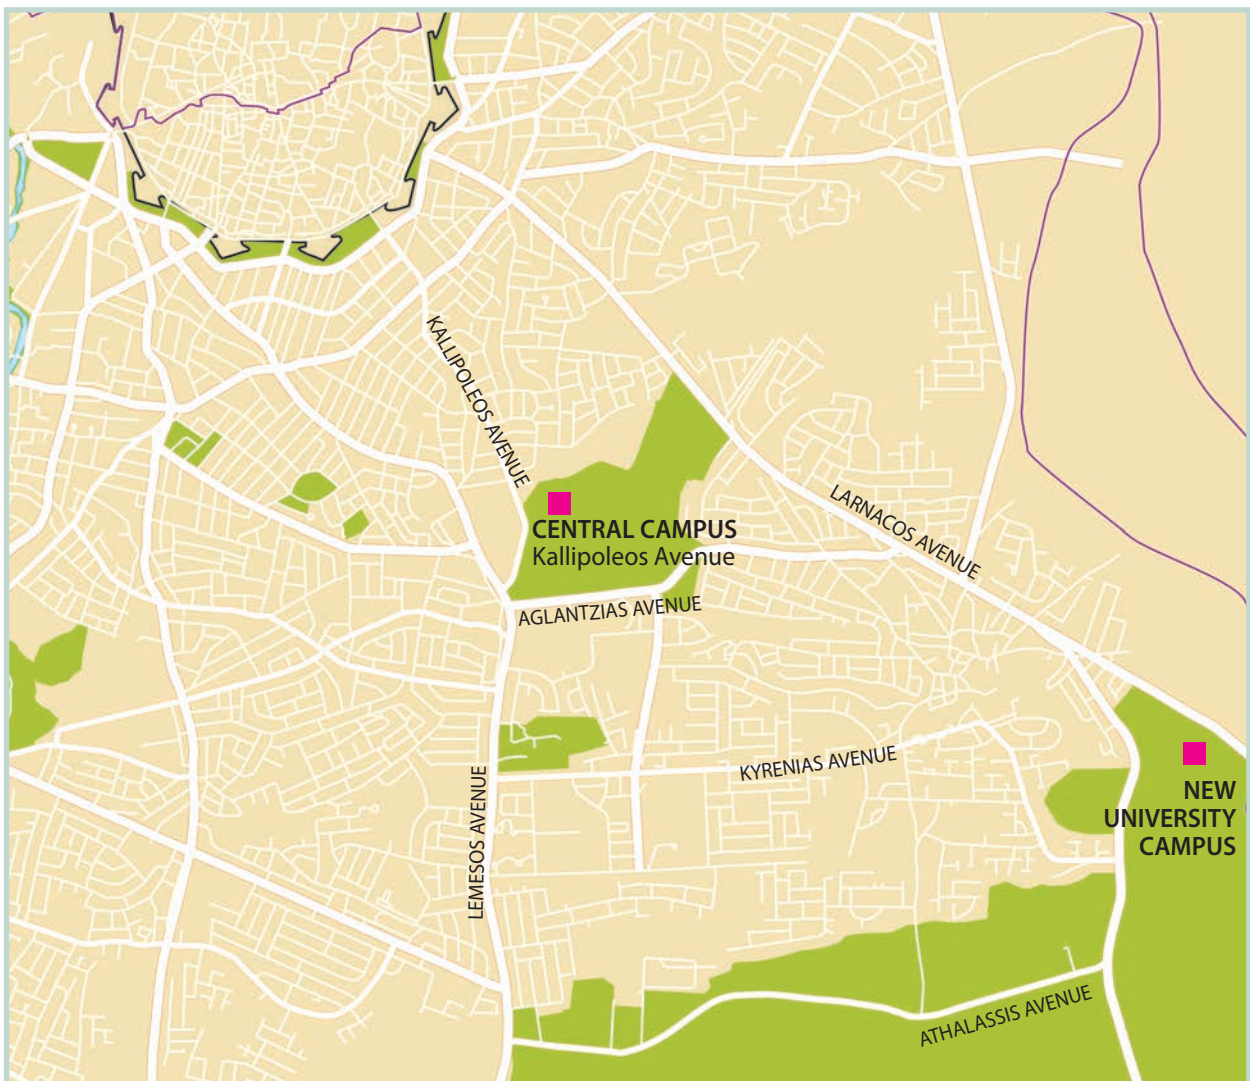 KALLIPOLEOS AVENUE
LARNACOS AVENUE
CENTRAL CAMPUS
Kallipoleos Avenue
AGLANTZIAS AVENUE
KYRENIAS AVENUE
LEMESOS AVENUE
NEW
UNIVERSITY
CAMPUS
ATHALASSIS AVENUE